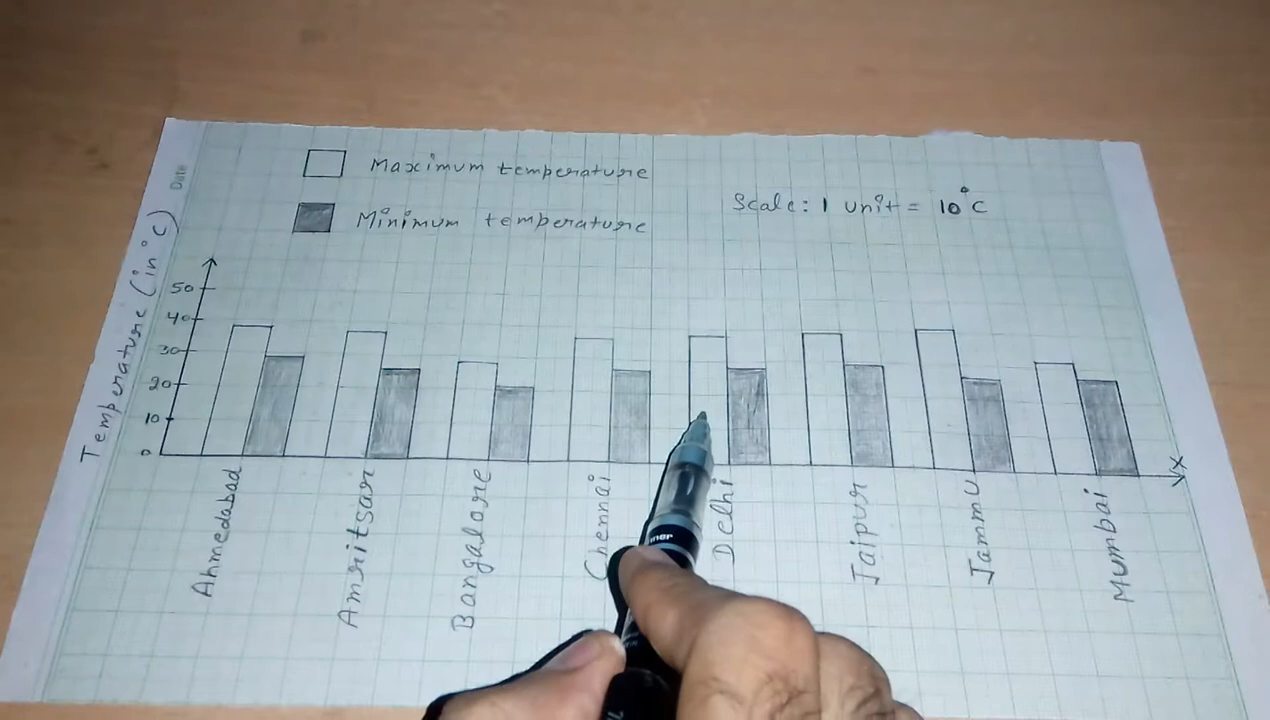 Date
Maximum temperature
Minimum temperature
Scale: 1 unit = 10°C
Temperature (in °C)
50
40
30
20
10
0
X
Ahmedabad
Amritsar
Bangalore
Chennai
Delhi
Jaipur
Jammu
Mumbai